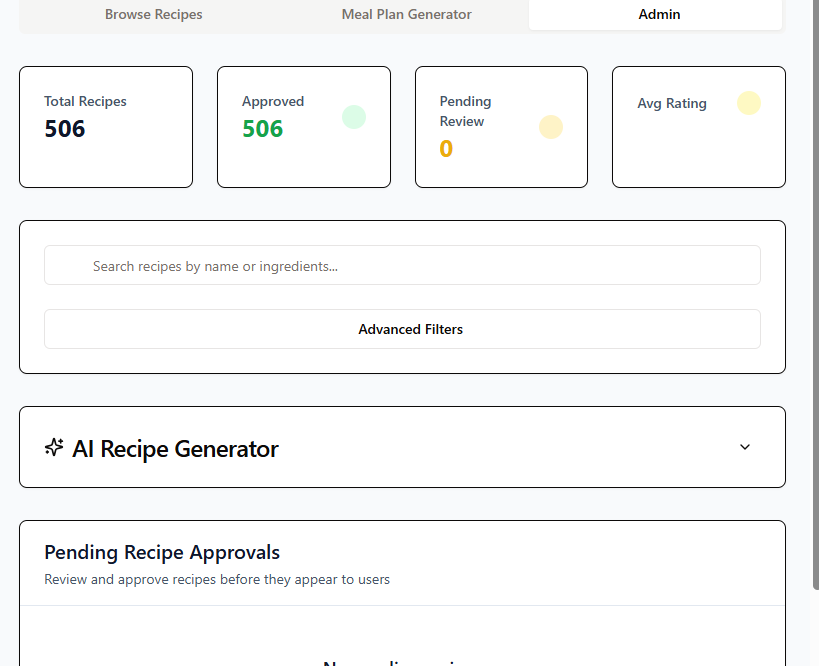 Browse Recipes
Meal Plan Generator
Admin
Total Recipes
506
Approved
506
Pending
Review
0
Avg Rating
Search recipes by name or ingredients...
Advanced Filters
AI Recipe Generator
Pending Recipe Approvals
Review and approve recipes before they appear to users